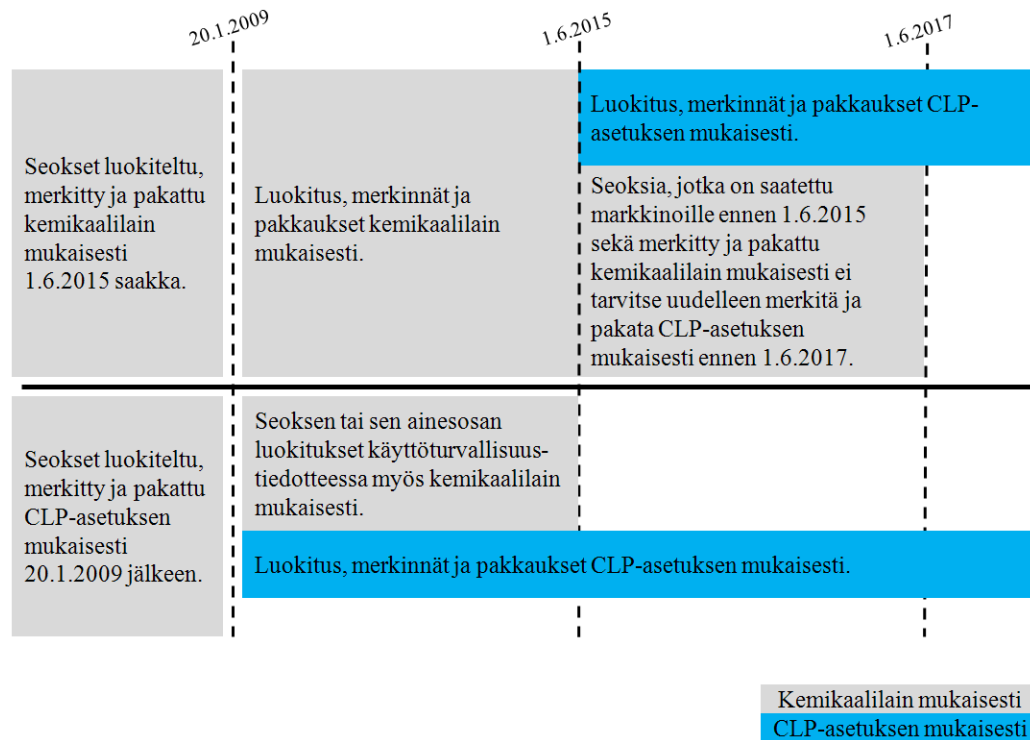 20.1.2009
1.6.2015
1.6.2017
Seokset luokiteltu,
merkitty ja pakattu
kemikaalilain
mukaisesti
1.6.2015 saakka.
Luokitus, merkinnät ja
pakkaukset kemikaalilain
mukaisesti.
Luokitus, merkinnät ja pakkaukset CLP-
asetuksen mukaisesti.
Seoksia, jotka on saatettu
markkinoille ennen 1.6.2015
sekä merkitty ja pakattu
kemikaalilain mukaisesti ei
tarvitse uudelleen merkitä ja
pakata CLP-asetuksen
mukaisesti ennen 1.6.2017.
Seokset luokiteltu,
merkitty ja pakattu
CLP-asetuksen
mukaisesti
20.1.2009 jälkeen.
Seoksen tai sen ainesosan
luokitukset käyttöturvallisuus-
tiedotteessa myös kemikaalilain
mukaisesti.
Luokitus, merkinnät ja pakkaukset CLP-asetuksen mukaisesti.
Kemikaalilain mukaisesti
CLP-asetuksen mukaisesti